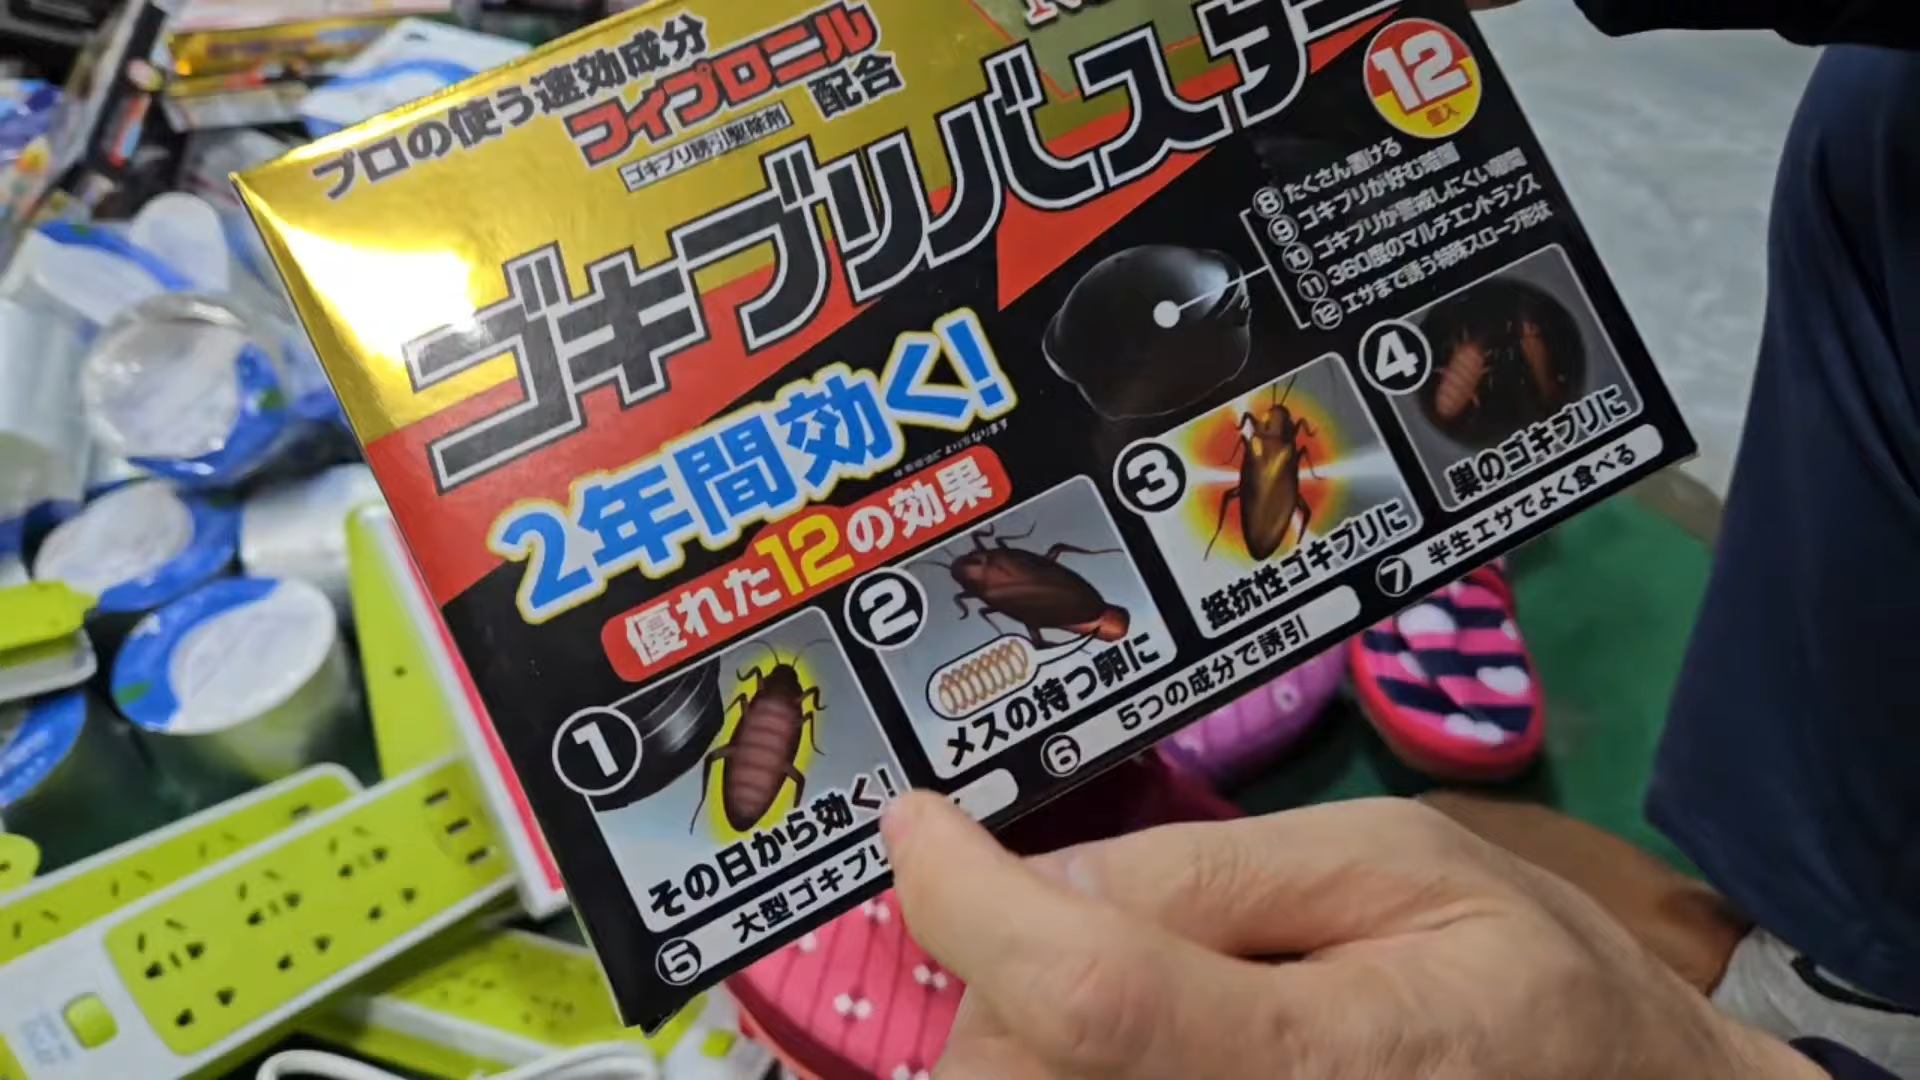 プロの使う速効成分
フィプロニル
配合
ゴキブリ誘引駆除剤
ゴキブリバスター
12
個入
2年間効く!
優れた12の効果
⑧ たくさん置ける
⑨ ゴキブリが好む暗闇
⑩ ゴキブリが警戒しにくい
⑪ 360度のマルチエントランス
⑫ エサまで誘う特殊スロープ形状
①
その日から効く!
②
メスの持つ卵に
③
抵抗性ゴキブリに
④
巣のゴキブリに
⑤ 大型ゴキブリ
⑥ 5つの成分で誘引
⑦ 半生エサでよく食べる